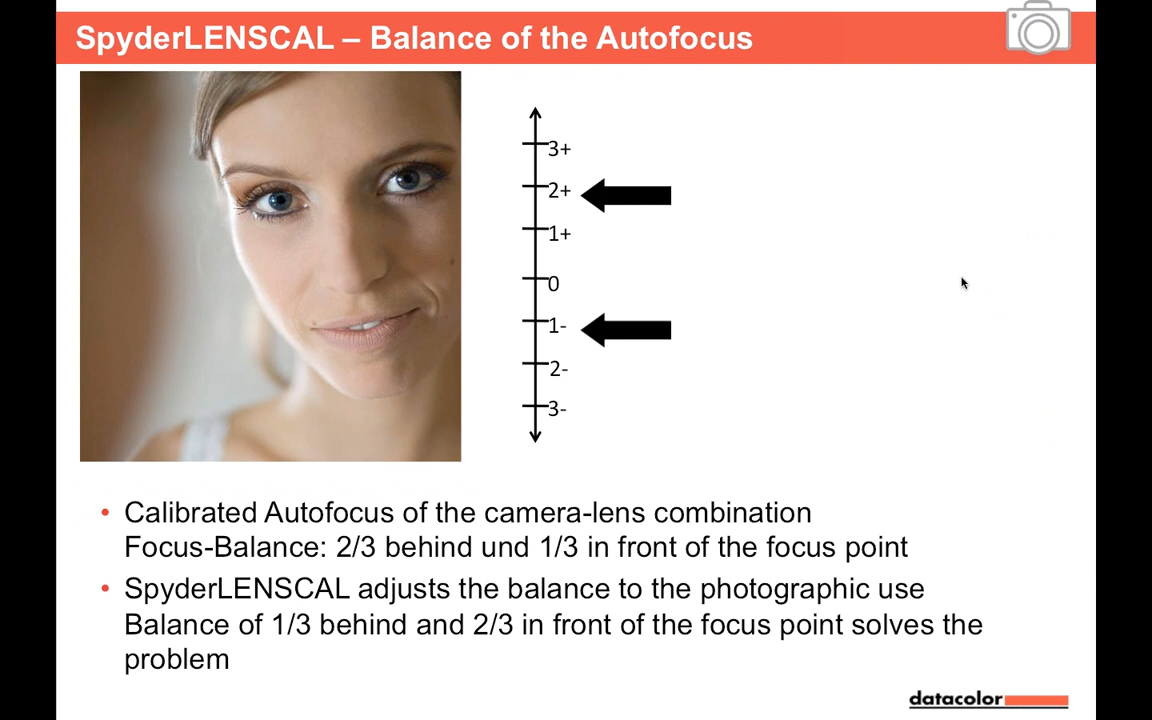 SpyderLENSCAL – Balance of the Autofocus
3+
2+
1+
0
1-
2-
3-
• Calibrated Autofocus of the camera-lens combination
Focus-Balance: 2/3 behind und 1/3 in front of the focus point
• SpyderLENSCAL adjusts the balance to the photographic use
Balance of 1/3 behind and 2/3 in front of the focus point solves the
problem
datacolor